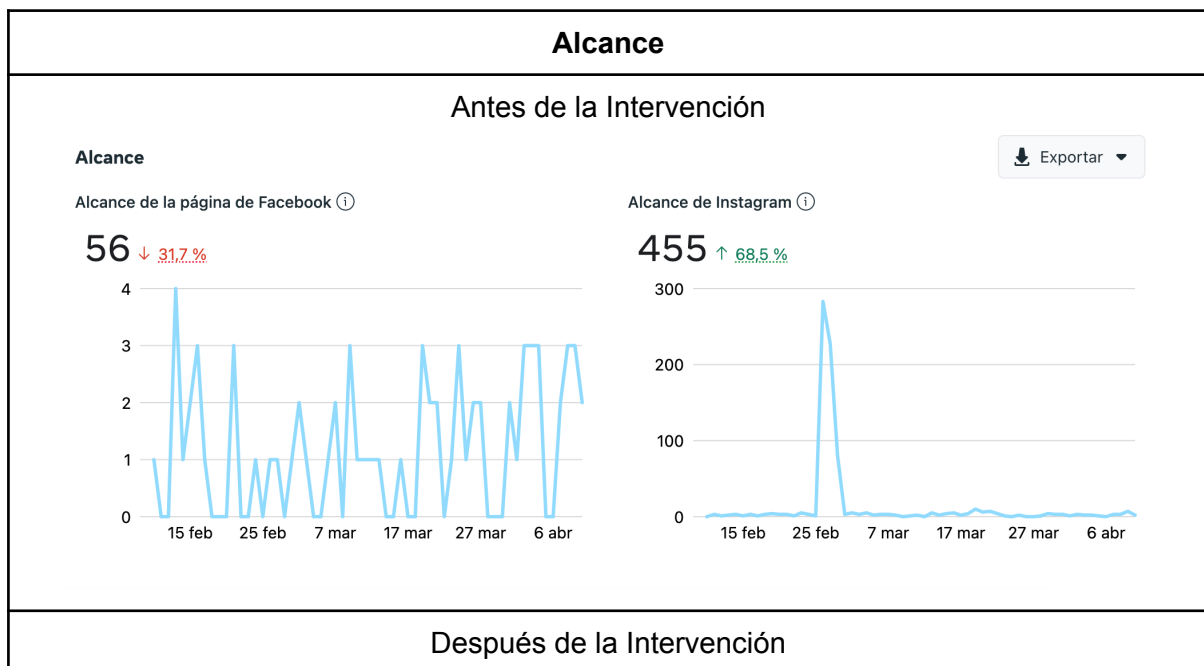 Alcance
Antes de la Intervención
Alcance
Exportar
Alcance de la página de Facebook
56 ↓ 31,7 %
4
3
2
1
0
15 feb 25 feb 7 mar 17 mar 27 mar 6 abr
Alcance de Instagram
455 ↑ 68,5 %
300
200
100
0
15 feb 25 feb 7 mar 17 mar 27 mar 6 abr
Después de la Intervención